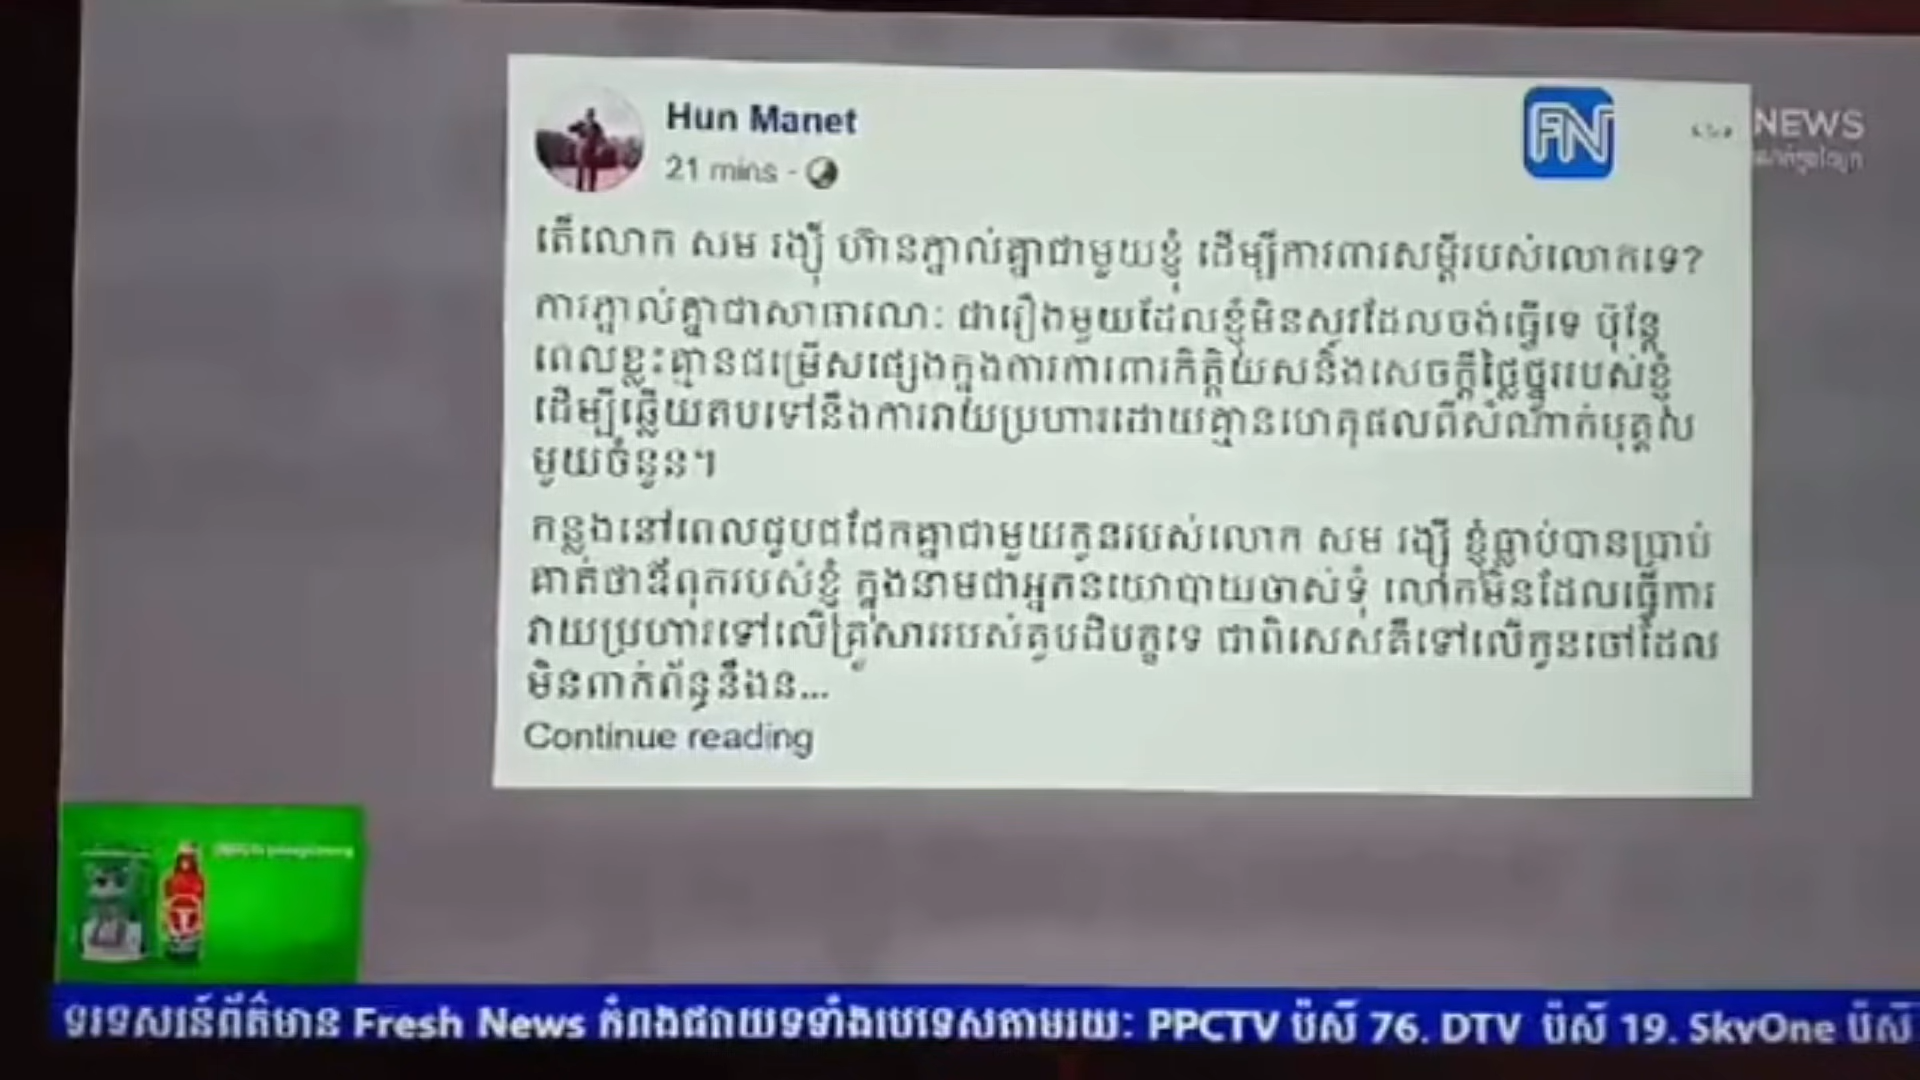 Hun Manet
21 mins ·
FN
NEWS
តើលោក សម រង្ស៊ី ហ៊ានភ្នាល់គ្នាជាមួយខ្ញុំ ដើម្បីការពារសម្ដីរបស់លោកទេ?
ការភ្នាល់គ្នាជាសាធារណៈ ជារឿងមួយដែលខ្ញុំមិនសូវដែលចង់ធ្វើទេ ប៉ុន្តែ
ពេលខ្លះគ្មានជម្រើសផ្សេងក្នុងការការពារកិត្តិយសនិងសេចក្ដីថ្លៃថ្នូររបស់ខ្ញុំ
ដើម្បីឆ្លើយតបទៅនឹងការវាយប្រហារដោយគ្មានហេតុផលពីសំណាក់បុគ្គល
មួយចំនួន។
កន្លងនៅពេលជួបជជែកគ្នាជាមួយកូនរបស់លោក សម រង្ស៊ី ខ្ញុំធ្លាប់បានប្រាប់
គាត់ថាឪពុករបស់ខ្ញុំ ក្នុងនាមជាអ្នកនយោបាយចាស់ទុំ លោកមិនដែលធ្វើការ
វាយប្រហារទៅលើគ្រួសាររបស់គូបដិបក្ខទេ ជាពិសេសគឺទៅលើកូនចៅដែល
មិនពាក់ព័ន្ធនឹងន...
Continue reading
ទូរទស្សន៍ព័ត៌មាន Fresh News កំពុងផ្សាយទូទាំងប្រទេសតាមរយៈ PPCTV ប៉ុស្តិ៍ 76. DTV ប៉ុស្តិ៍ 19. SkyOne ប៉ុស្តិ៍